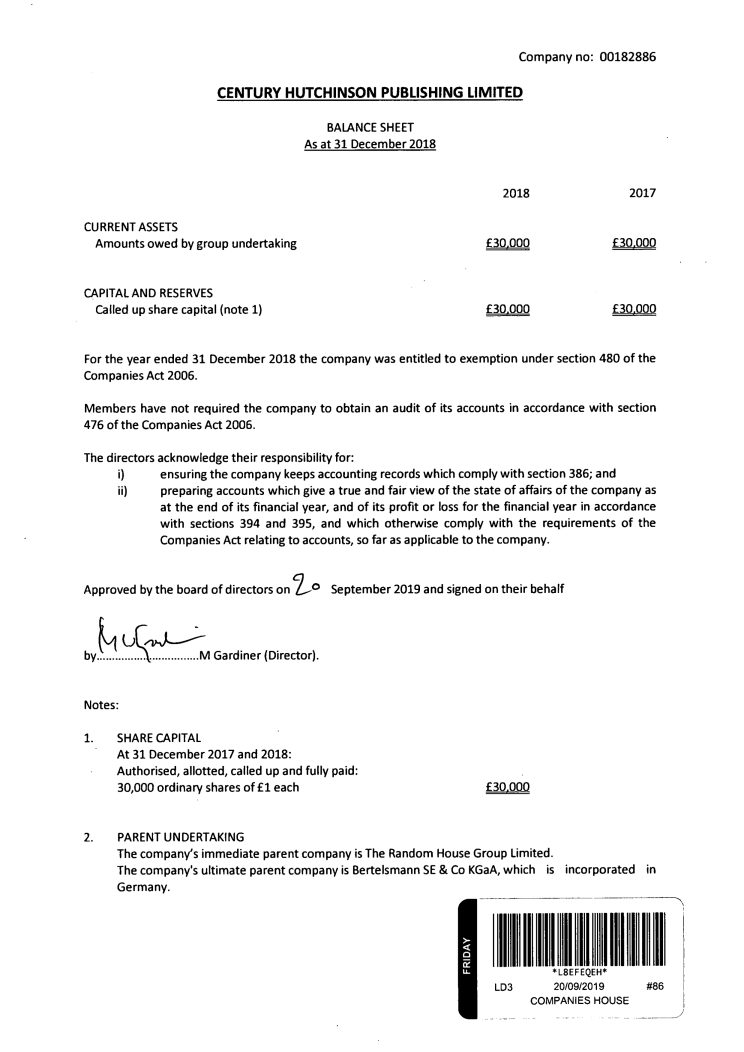 Company no: 00182886
CENTURY HUTCHINSON PUBLISHING LIMITED
BALANCE SHEET
As at 31 December 2018
2018 2017
CURRENT ASSETS
Amounts owed by group undertaking £30,000 £30,000
CAPITAL AND RESERVES
Called up share capital (note 1) £30,000 £30,000
For the year ended 31 December 2018 the company was entitled to exemption under section 480 of the
Companies Act 2006.
Members have not required the company to obtain an audit of its accounts in accordance with section
476 of the Companies Act 2006.
The directors acknowledge their responsibility for:
i) ensuring the company keeps accounting records which comply with section 386; and
ii) preparing accounts which give a true and fair view of the state of affairs of the company as
at the end of its financial year, and of its profit or loss for the financial year in accordance
with sections 394 and 395, and which otherwise comply with the requirements of the
Companies Act relating to accounts, so far as applicable to the company.
Approved by the board of directors on 20 September 2019 and signed on their behalf
by..................................M Gardiner (Director).
Notes:
1. SHARE CAPITAL
At 31 December 2017 and 2018:
Authorised, allotted, called up and fully paid:
30,000 ordinary shares of £1 each £30,000
2. PARENT UNDERTAKING
The company's immediate parent company is The Random House Group Limited.
The company's ultimate parent company is Bertelsmann SE & Co KGaA, which is incorporated in
Germany.
FRIDAY
*L8EFEQEH*
LD3 20/09/2019 #86
COMPANIES HOUSE